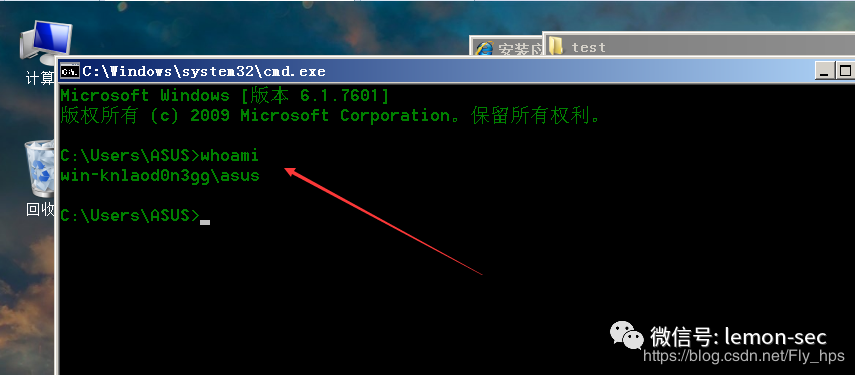 计算
安装应
test
C:\Windows\system32\cmd.exe
Microsoft Windows [版本 6.1.7601]
版权所有 (c) 2009 Microsoft Corporation。保留所有权利。
C:\Users\ASUS>whoami
win-knlaod0n3gg\asus
回收
C:\Users\ASUS>
微信号: lemon-sec
https://blog.csdn.net/Fly_hps